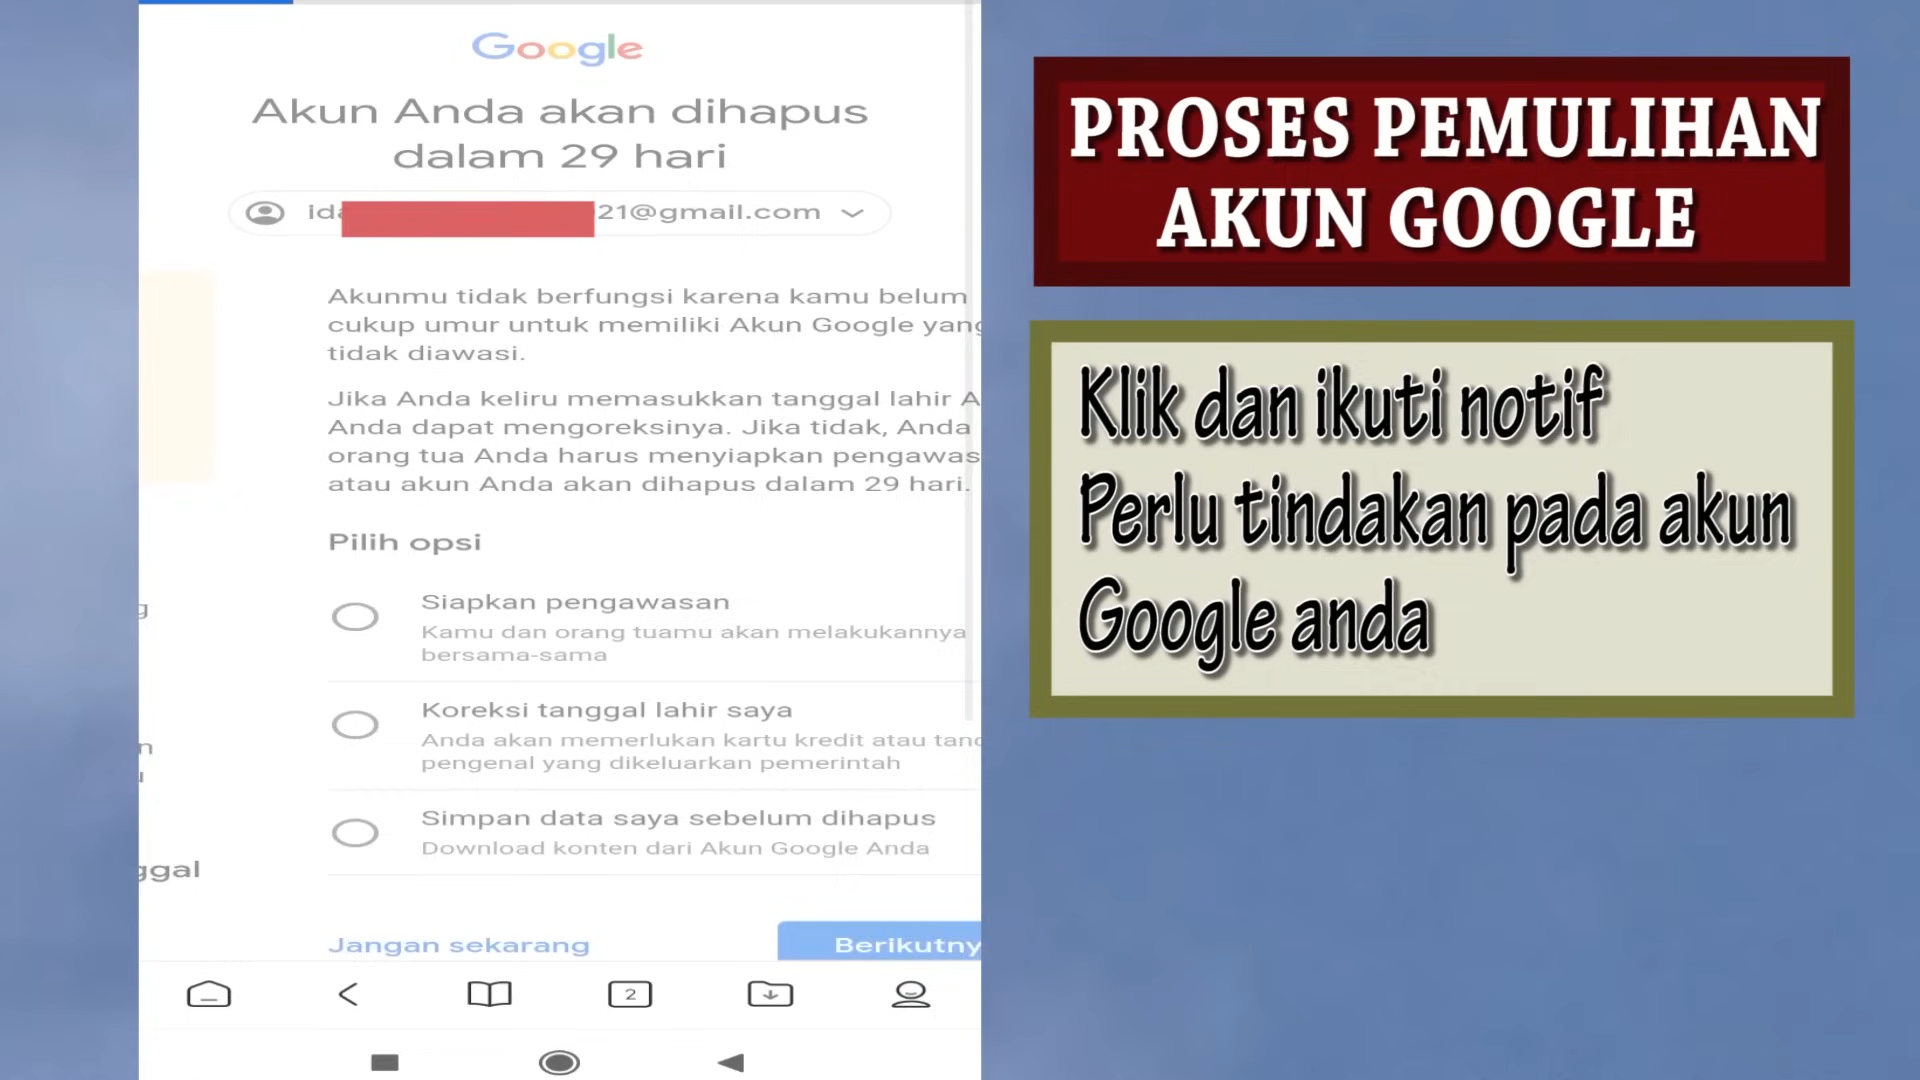 Google
Akun Anda akan dihapus
dalam 29 hari
ida 21@gmail.com
Akunmu tidak berfungsi karena kamu belum
cukup umur untuk memiliki Akun Google yang
tidak diawasi.
Jika Anda keliru memasukkan tanggal lahir A
Anda dapat mengoreksinya. Jika tidak, Anda
orang tua Anda harus menyiapkan pengawas
atau akun Anda akan dihapus dalam 29 hari.
Pilih opsi
Siapkan pengawasan
Kamu dan orang tuamu akan melakukannya
bersama-sama
Koreksi tanggal lahir saya
Anda akan memerlukan kartu kredit atau tand
pengenal yang dikeluarkan pemerintah
Simpan data saya sebelum dihapus
Download konten dari Akun Google Anda
ggal
Jangan sekarang
Berikutny
2
PROSES PEMULIHAN
AKUN GOOGLE
Klik dan ikuti notif
Perlu tindakan pada akun
Google anda